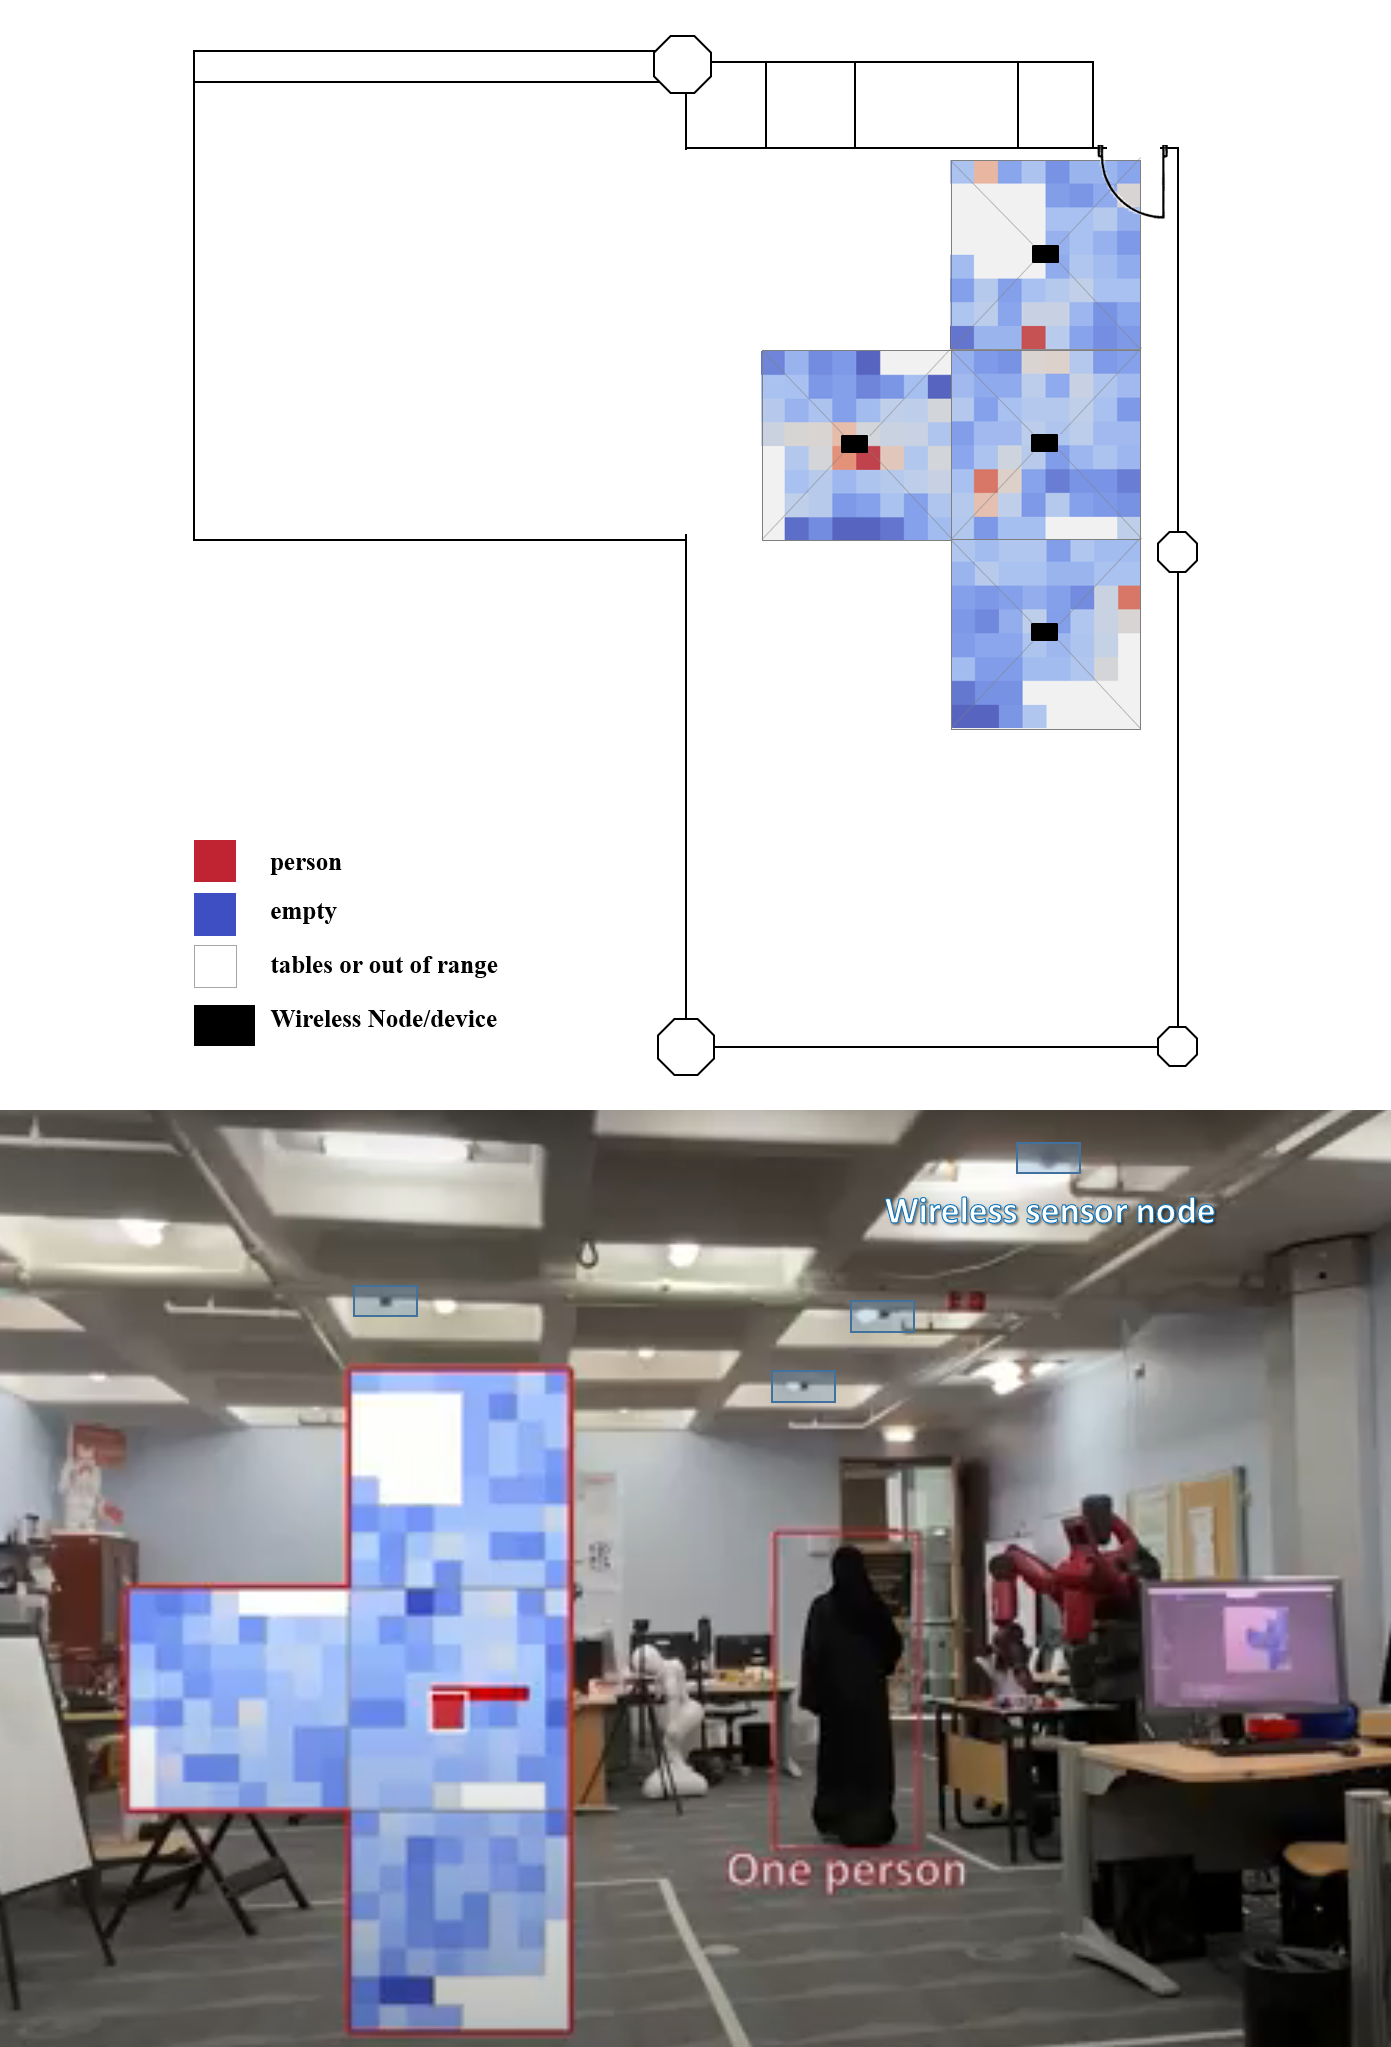 person
empty
tables or out of range
Wireless Node/device
Wireless sensor node
One person